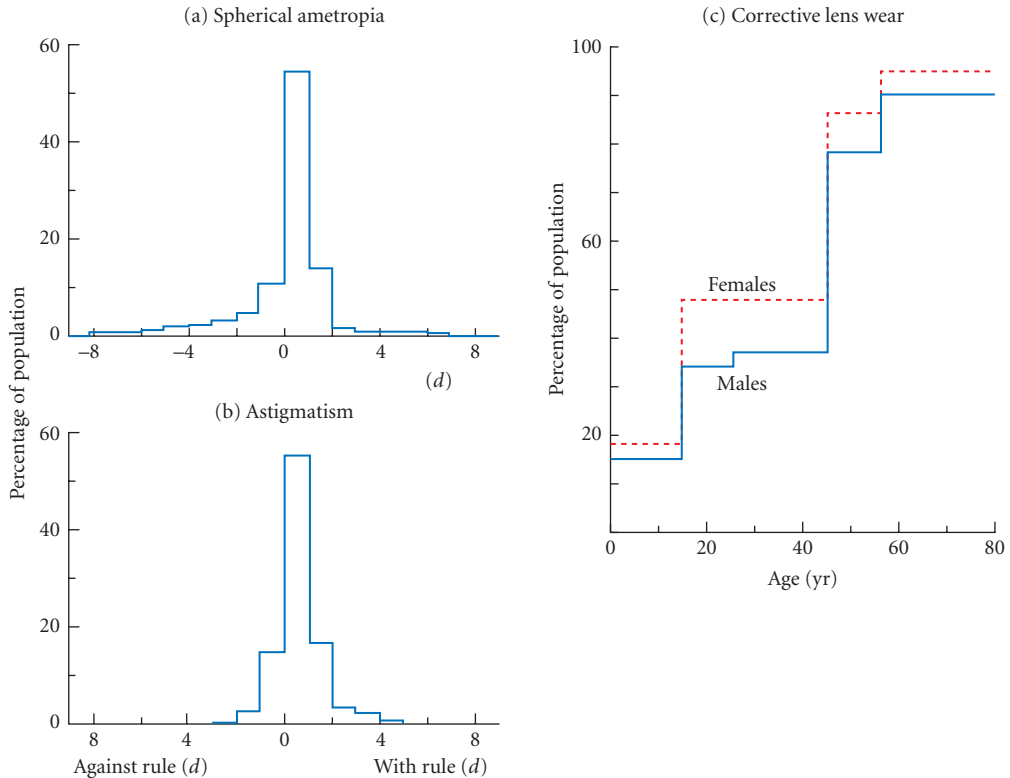 (a) Spherical ametropia
60
40
20
0
−8
−4
0
4
8
(d)
Percentage of population
(b) Astigmatism
60
40
20
0
8
4
0
4
8
Against rule (d)
With rule (d)
(c) Corrective lens wear
100
60
20
Percentage of population
Females
Males
0
20
40
60
80
Age (yr)